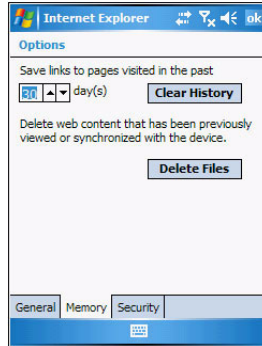 Internet Explorer ok
Options
Save links to pages visited in the past
30 day(s) Clear History
Delete web content that has been previously
viewed or synchronized with the device.
Delete Files
General Memory Security